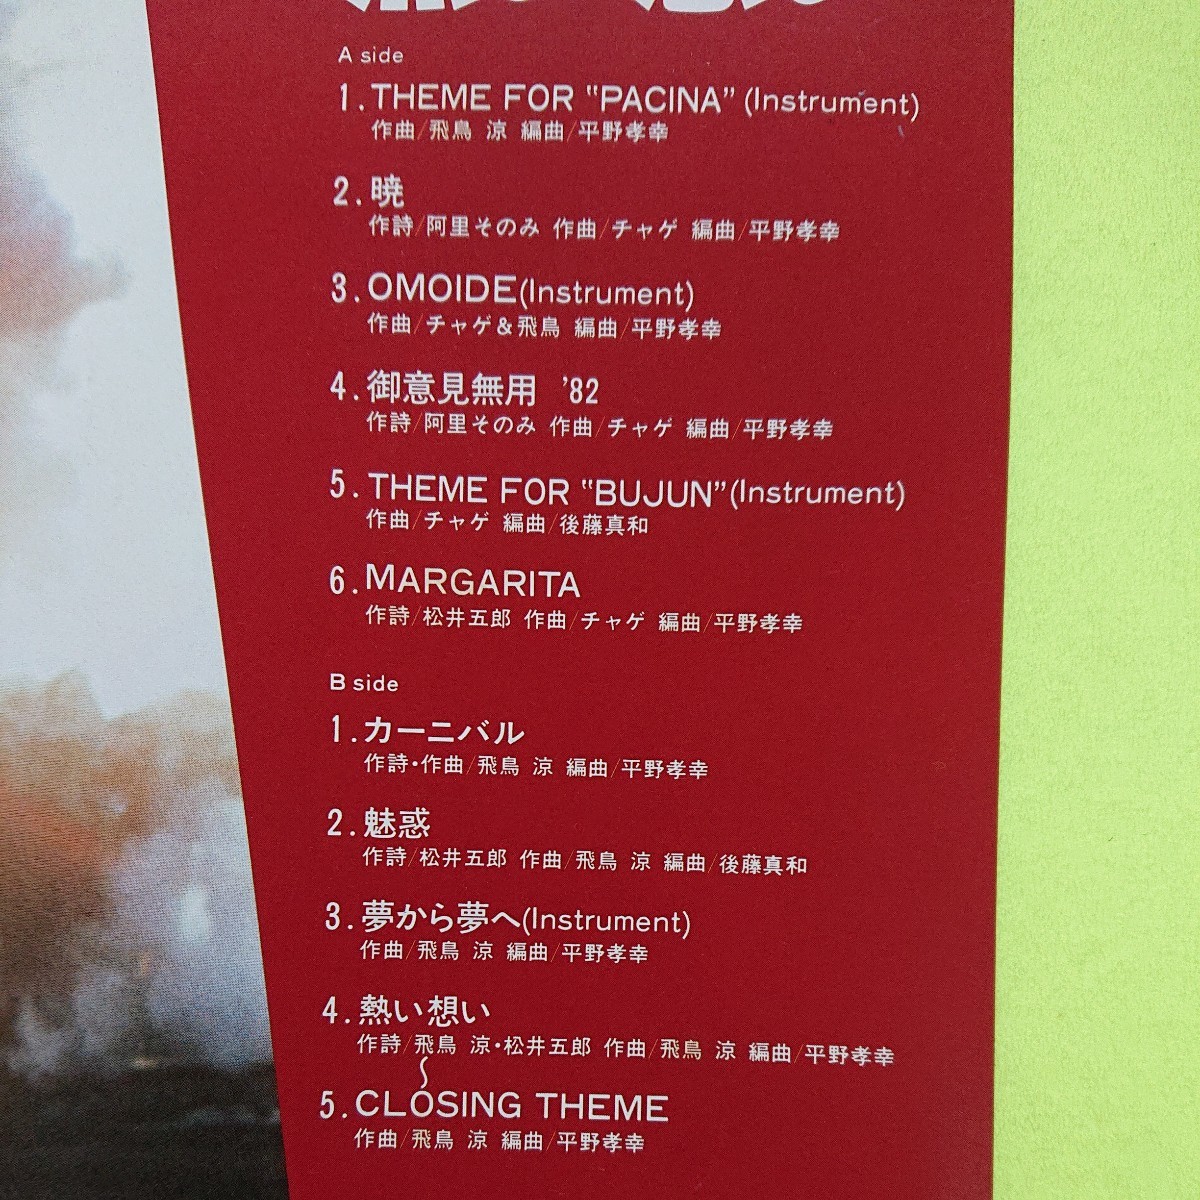 A side
1.THEME FOR "PACINA" (Instrument)
作曲/飛鳥 涼 編曲/平野孝幸
2.暁
作詩/阿里そのみ 作曲/チャゲ 編曲/平野孝幸
3.OMOIDE(Instrument)
作曲/チャゲ&飛鳥 編曲/平野孝幸
4.御意見無用 '82
作詩/阿里そのみ 作曲/チャゲ 編曲/平野孝幸
5.THEME FOR "BUJUN"(Instrument)
作曲/チャゲ 編曲/後藤真和
6.MARGARITA
作詩/松井五郎 作曲/チャゲ 編曲/平野孝幸
B side
1.カーニバル
作詩・作曲/飛鳥 涼 編曲/平野孝幸
2.魅惑
作詩/松井五郎 作曲/飛鳥 涼 編曲/後藤真和
3.夢から夢へ(Instrument)
作曲/飛鳥 涼 編曲/平野孝幸
4.熱い想い
作詩/飛鳥 涼・松井五郎 作曲/飛鳥 涼 編曲/平野孝幸
5.CLOSING THEME
作曲/飛鳥 涼 編曲/平野孝幸